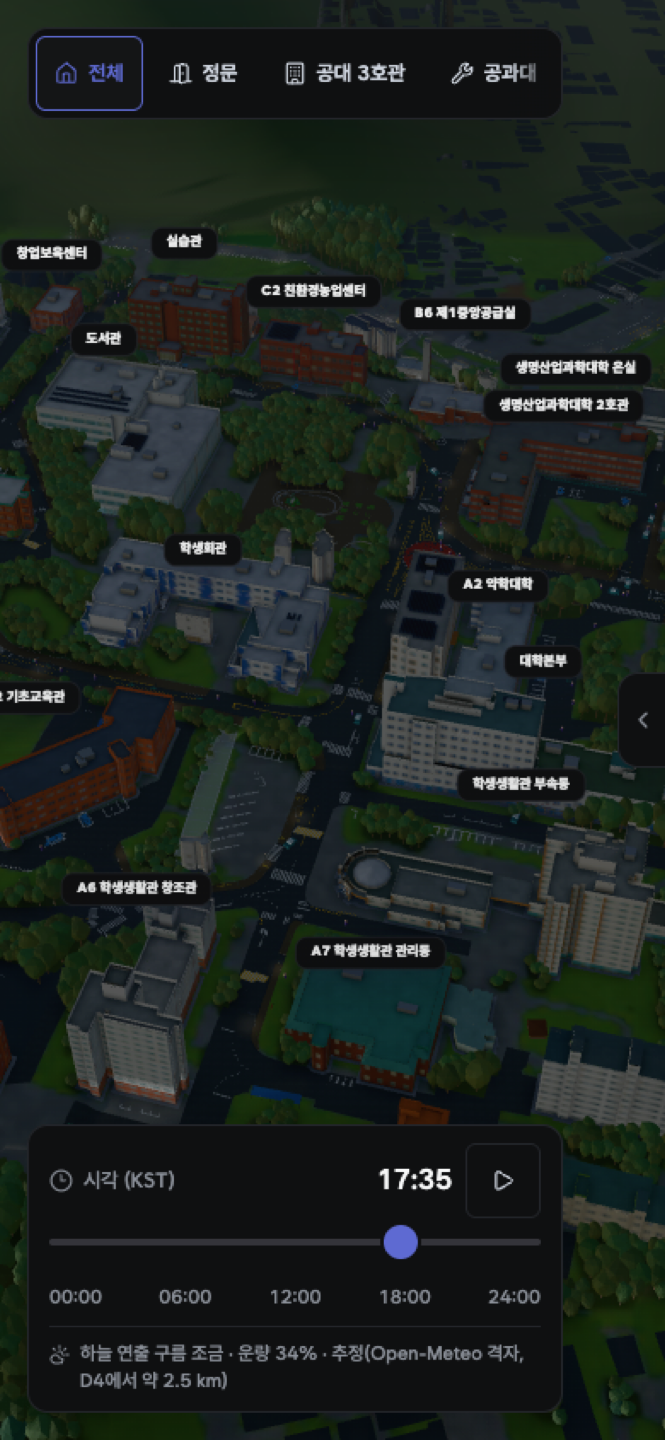 전체
정문
공대 3호관
공과대
실습관
창업보육센터
C2 친환경농업센터
B6 제1중앙공급실
도서관
생명산업과학대학 온실
생명산업과학대학 2호관
학생회관
A2 약학대학
대학본부
2 기초교육관
학생생활관 부속동
A6 학생생활관 창조관
A7 학생생활관 관리동
시각 (KST)
17:35
00:00 06:00 12:00 18:00 24:00
하늘 연출 구름 조금 · 운량 34% · 추정(Open-Meteo 격자,
D4에서 약 2.5 km)